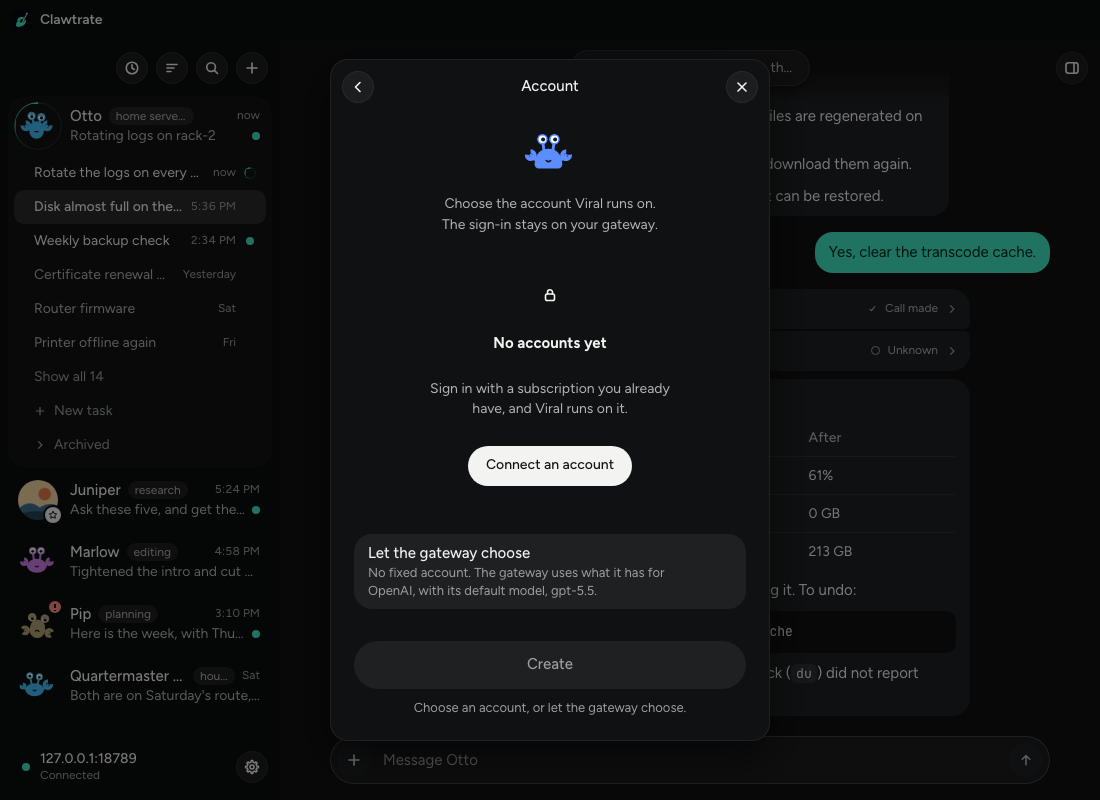 Clawtrate
Otto
home serve...
now
Rotating logs on rack-2
Rotate the logs on every ...
now
Disk almost full on the...
5:36 PM
Weekly backup check
2:34 PM
Certificate renewal ...
Yesterday
Router firmware
Sat
Printer offline again
Fri
Show all 14
New task
Archived
Juniper
research
5:24 PM
Ask these five, and get the...
Marlow
editing
4:58 PM
Tightened the intro and cut ...
Pip
planning
3:10 PM
Here is the week, with Thu...
Quartermaster ...
hou...
Sat
Both are on Saturday's route,...
127.0.0.1:18789
Connected
Account
Choose the account Viral runs on.
The sign-in stays on your gateway.
No accounts yet
Sign in with a subscription you already
have, and Viral runs on it.
Connect an account
Let the gateway choose
No fixed account. The gateway uses what it has for
OpenAI, with its default model, gpt-5.5.
Create
Choose an account, or let the gateway choose.
th...
iles are regenerated on
download them again.
can be restored.
Yes, clear the transcode cache.
Call made
Unknown
After
61%
0 GB
213 GB
g it. To undo:
che
ck (du) did not report
Message Otto